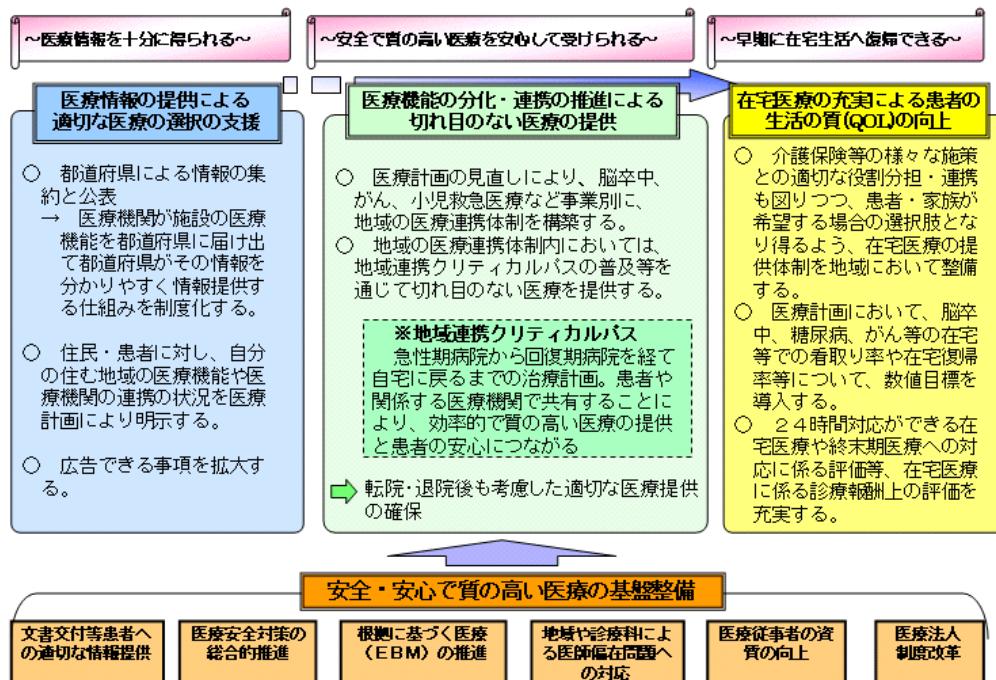 ～医療情報を十分に得られる～
～安全で質の高い医療を安心して受けられる～
～早期に在宅生活へ復帰できる～
医療情報の提供による
適切な医療の選択の支援
○　都道府県による情報の集
約と公表
→　医療機関が施設の医療
機能を都道府県に届け出
て都道府県がその情報を
分かりやすく情報提供す
る仕組みを制度化する。
○　住民・患者に対し、自分
の住む地域の医療機能や医
療機関の連携の状況を医療
計画により明示する。
○　広告できる事項を拡大す
る。
医療機能の分化・連携の推進による
切れ目のない医療の提供
○　医療計画の見直しにより、脳卒中、
がん、小児救急医療など事業別に、
地域の医療連携体制を構築する。
○　地域の医療連携体制内においては、
地域連携クリティカルパスの普及等を
通じて切れ目のない医療を提供する。
※地域連携クリティカルパス
急性期病院から回復期病院を経て
自宅に戻るまでの治療計画。患者や
関係する医療機関で共有することに
より、効率的で質の高い医療の提供
と患者の安心につながる
転院・退院後も考慮した適切な医療提供
の確保
在宅医療の充実による患者の
生活の質(QOL)の向上
○　介護保険等の様々な施策
との適切な役割分担・連携
も図りつつ、患者・家族が
希望する場合の選択肢とな
り得るよう、在宅医療の提
供体制を地域において整備
する。
○　医療計画において、脳卒
中、糖尿病、がん等の在宅
等での看取り率や在宅復帰
率等について、数値目標を
導入する。
○　２４時間対応ができる在
宅医療や終末期医療への対
応に係る評価等、在宅医療
に係る診療報酬上の評価を
充実する。
安全・安心で質の高い医療の基盤整備
文書交付等患者へ
の適切な情報提供
医療安全対策の
総合的推進
根拠に基づく医療
（ＥＢＭ）の推進
地域や診療科によ
る医師偏在問題へ
の対応
医療従事者の資
質の向上
医療法人
制度改革